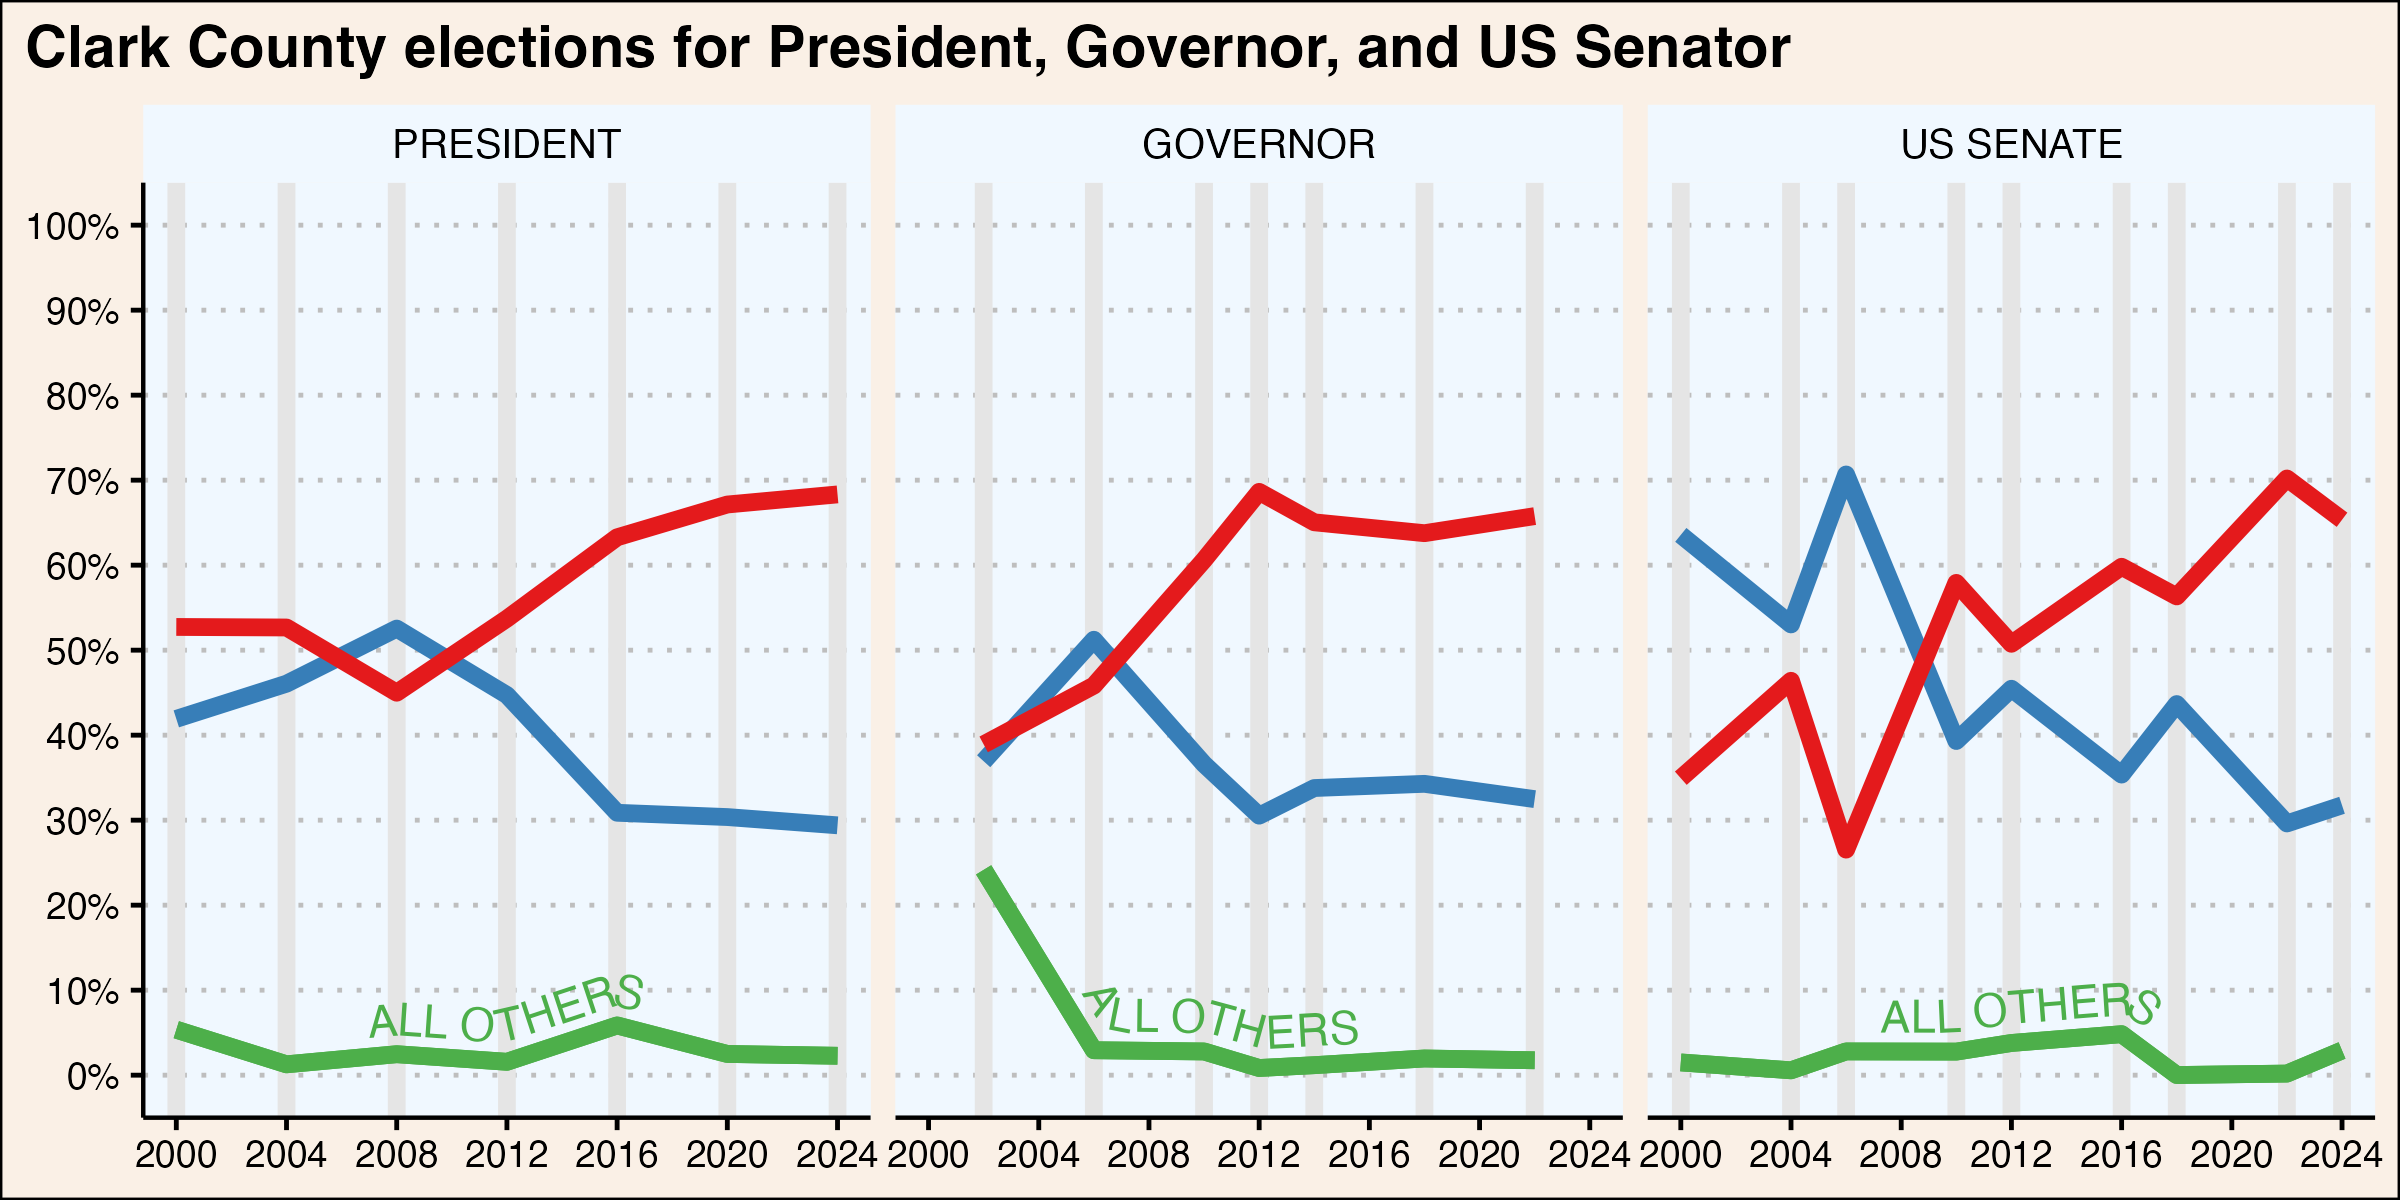 Clark County elections for President, Governor, and US Senator
PRESIDENT
GOVERNOR
US SENATE
100%
90%
80%
70%
60%
50%
40%
30%
20%
10%
0%
ALL OTHERS
ALL OTHERS
ALL OTHERS
2000 2004 2008 2012 2016 2020 2024
2000 2004 2008 2012 2016 2020 2024
2000 2004 2008 2012 2016 2020 2024